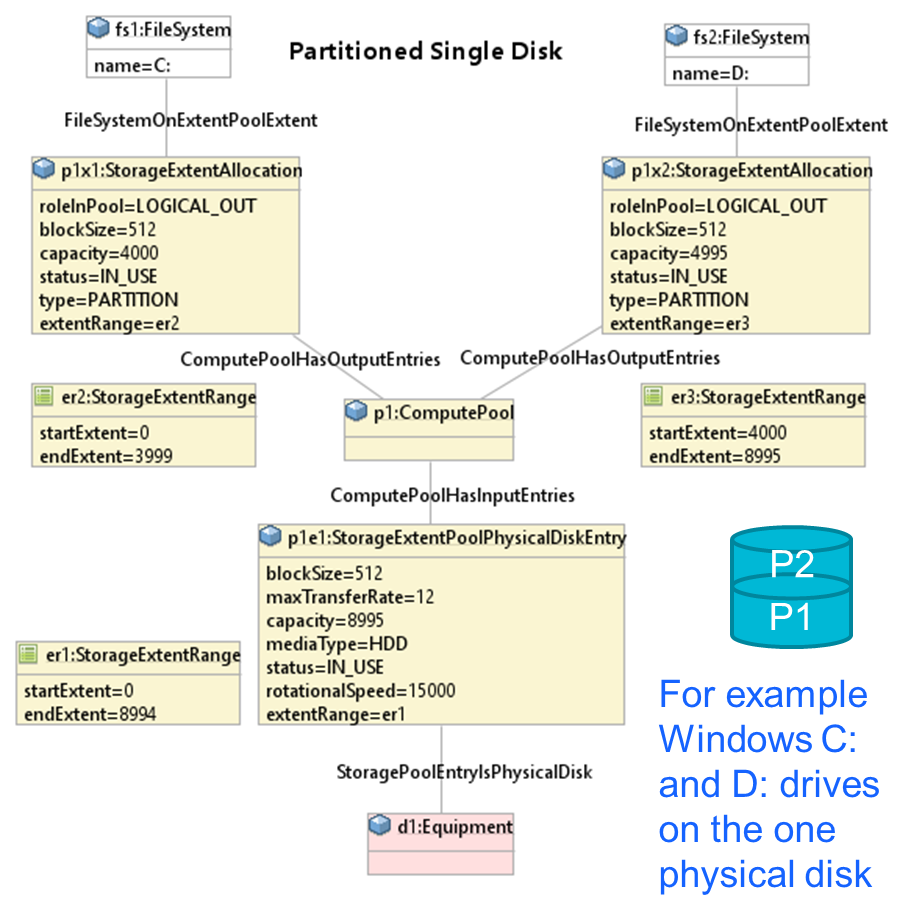 fs1:FileSystem
name=C:
Partitioned Single Disk
fs2:FileSystem
name=D:
FileSystemOnExtentPoolExtent
FileSystemOnExtentPoolExtent
p1x1:StorageExtentAllocation
roleInPool=LOGICAL_OUT
blockSize=512
capacity=4000
status=IN_USE
type=PARTITION
extentRange=er2
p1x2:StorageExtentAllocation
roleInPool=LOGICAL_OUT
blockSize=512
capacity=4995
status=IN_USE
type=PARTITION
extentRange=er3
ComputePoolHasOutputEntries
ComputePoolHasOutputEntries
er2:StorageExtentRange
startExtent=0
endExtent=3999
p1:ComputePool
er3:StorageExtentRange
startExtent=4000
endExtent=8995
ComputePoolHasInputEntries
p1e1:StorageExtentPoolPhysicalDiskEntry
blockSize=512
maxTransferRate=12
capacity=8995
mediaType=HDD
status=IN_USE
rotationalSpeed=15000
extentRange=er1
P2
P1
er1:StorageExtentRange
startExtent=0
endExtent=8994
For example
Windows C:
and D: drives
on the one
physical disk
StoragePoolEntryIsPhysicalDisk
d1:Equipment